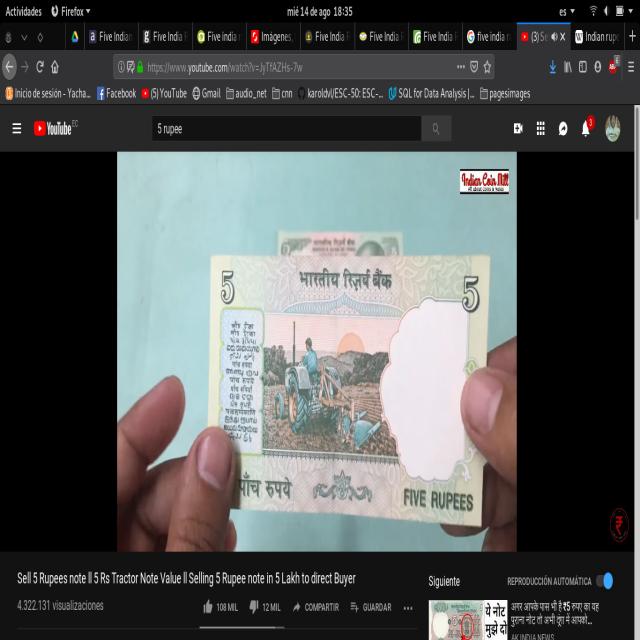 Actividades
Firefox
mié 14 de ago 18:35
es
Five Indian
Five India
Five India
Five india
Imágenes,
Five India
Five India
Five India
five india
(3) Se
Indian rup
https://www.youtube.com/watch?v=JyTfAZHs-7w
Inicio de sesión - Yacha...
Facebook
(5) YouTube
Gmail
audio_net
cnn
karoldvl/ESC-50: ESC-...
SQL for Data Analysis |...
pagesimages
YouTube EC
5 rupee
3
Indian Coin Mill
5
भारतीय रिज़र्व बैंक
5
पाँच रुपये
FIVE RUPEES
Sell 5 Rupees note ll 5 Rs Tractor Note Value ll Selling 5 Rupee note in 5 Lakh to direct Buyer
4.322.131 visualizaciones
108 MIL
12 MIL
COMPARTIR
GUARDAR
Siguiente
REPRODUCCIÓN AUTOMÁTICA
ये नोट
मुझे दो
अगर आपके पास भी है ₹5 रुपए का यह
पुराना नोट तो अभी तुंत में आपको...
AK INDIA NEWS